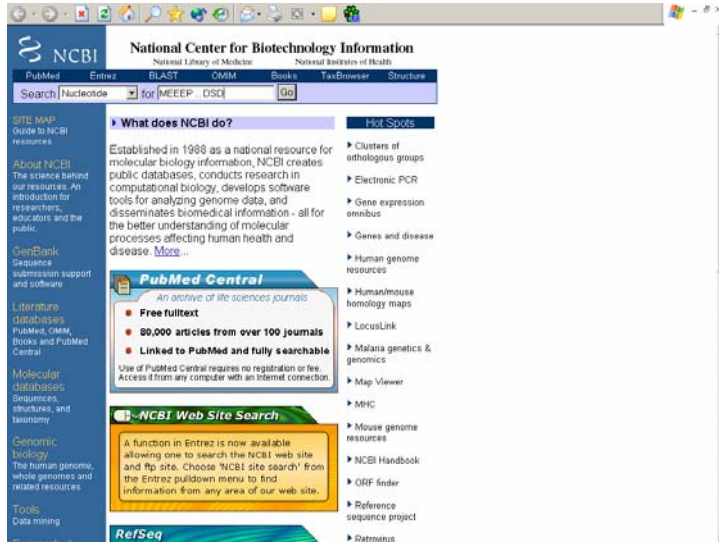 NCBI
National Center for Biotechnology Information
National Library of Medicine National Institutes of Health
PubMed Entrez BLAST OMIM Books TaxBrowser Structure
Search Nucleotide for MEEEP...DSD Go
SITE MAP
Guide to NCBI
resources
About NCBI
The science behind
our resources. An
introduction for
researchers,
educators and the
public.
GenBank
Sequence
submission support
and software
Literature
databases
PubMed, OMIM,
Books and PubMed
Central
Molecular
databases
Sequences,
structures, and
taxonomy
Genomic
biology
The human genome,
whole genomes and
related resources
Tools
Data mining
What does NCBI do?
Established in 1988 as a national resource for
molecular biology information, NCBI creates
public databases, conducts research in
computational biology, develops software
tools for analyzing genome data, and
disseminates biomedical information - all for
the better understanding of molecular
processes affecting human health and
disease. More...
PubMed Central
An archive of life sciences journals
Free fulltext
80,000 articles from over 100 journals
Linked to PubMed and fully searchable
Use of PubMed Central requires no registration or fee.
Access it from any computer with an Internet connection.
NCBI Web Site Search
A function in Entrez is now available
allowing one to search the NCBI web site
and ftp site. Choose 'NCBI site search' from
the Entrez pulldown menu to find
information from any area of our web site.
RefSeq
Hot Spots
Clusters of
orthologous groups
Electronic PCR
Gene expression
omnibus
Genes and disease
Human genome
resources
Human/mouse
homology maps
LocusLink
Malaria genetics &
genomics
Map Viewer
MHC
Mouse genome
resources
NCBI Handbook
ORF finder
Reference
sequence project
Retrovirus